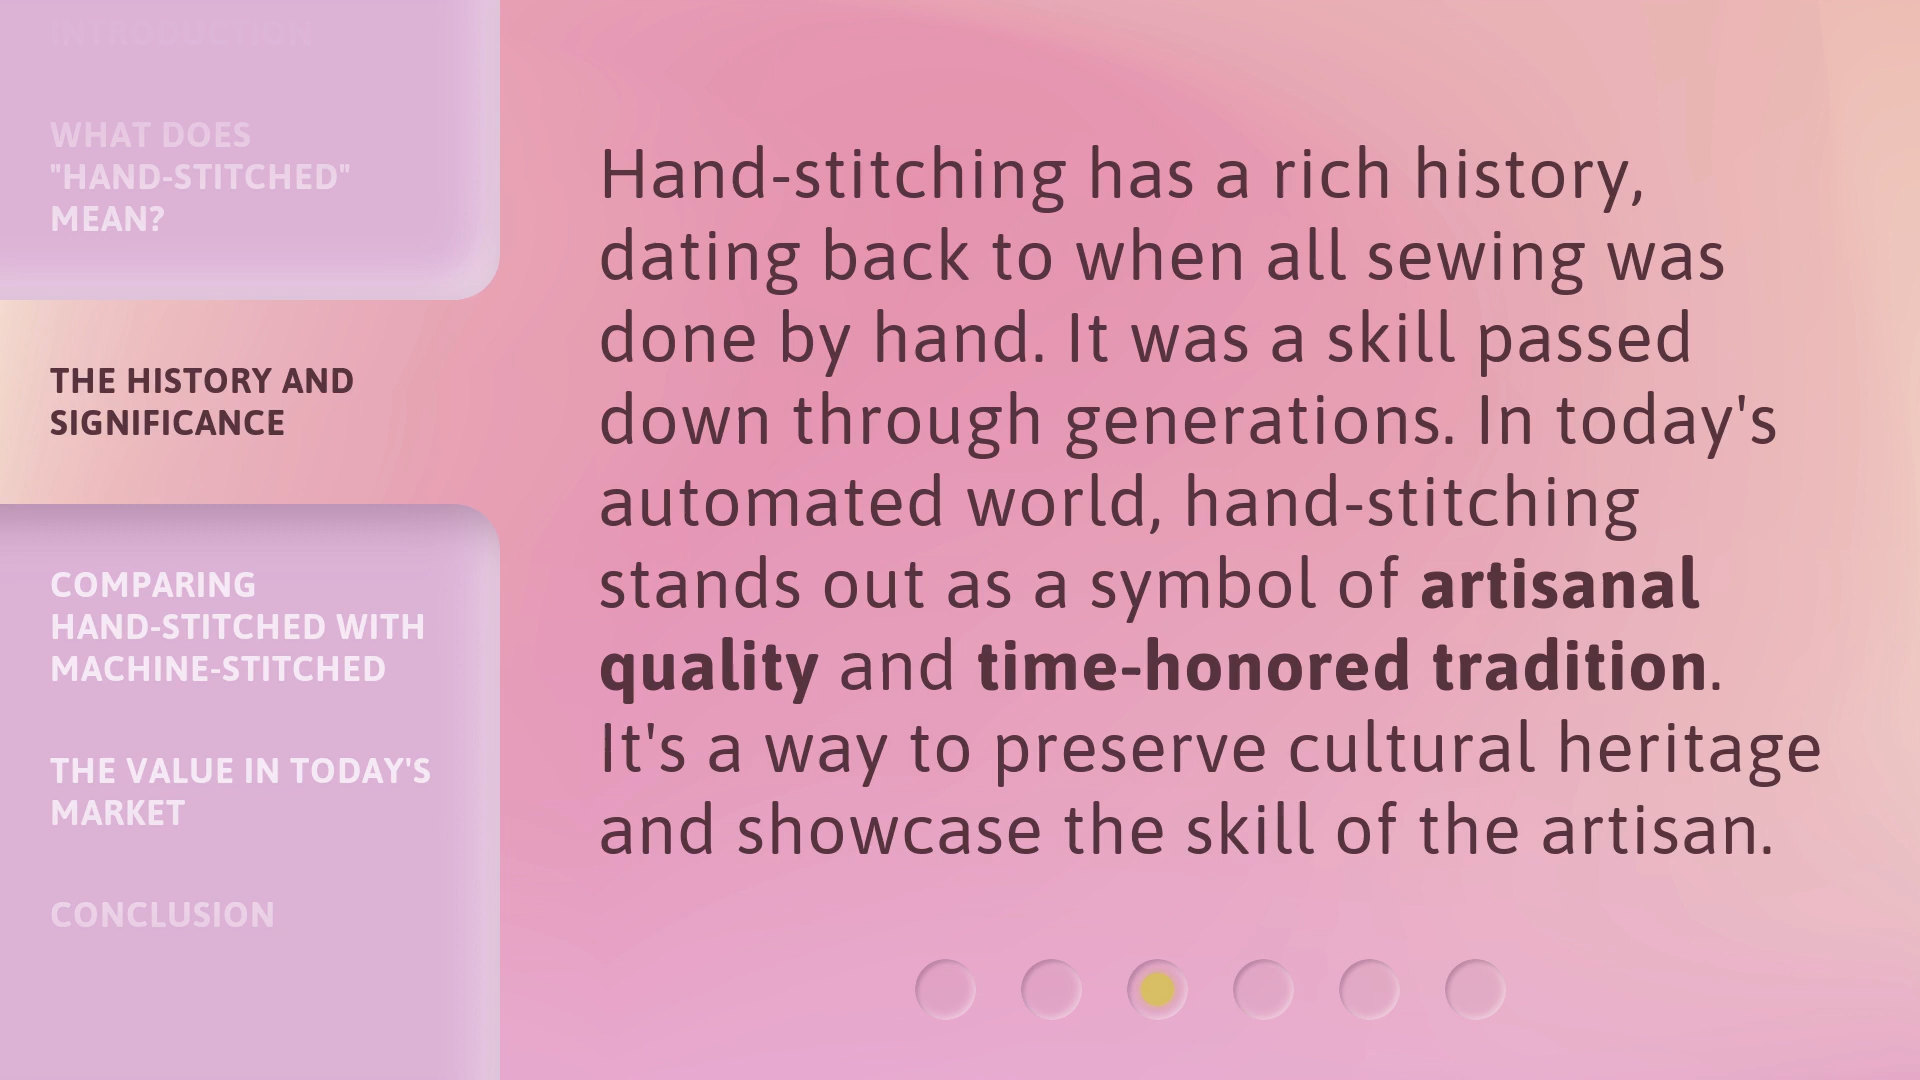 INTRODUCTION
WHAT DOES
"HAND-STITCHED"
MEAN?
THE HISTORY AND
SIGNIFICANCE
COMPARING
HAND-STITCHED WITH
MACHINE-STITCHED
THE VALUE IN TODAY'S
MARKET
CONCLUSION
Hand-stitching has a rich history,
dating back to when all sewing was
done by hand. It was a skill passed
down through generations. In today's
automated world, hand-stitching
stands out as a symbol of artisanal
quality and time-honored tradition.
It's a way to preserve cultural heritage
and showcase the skill of the artisan.